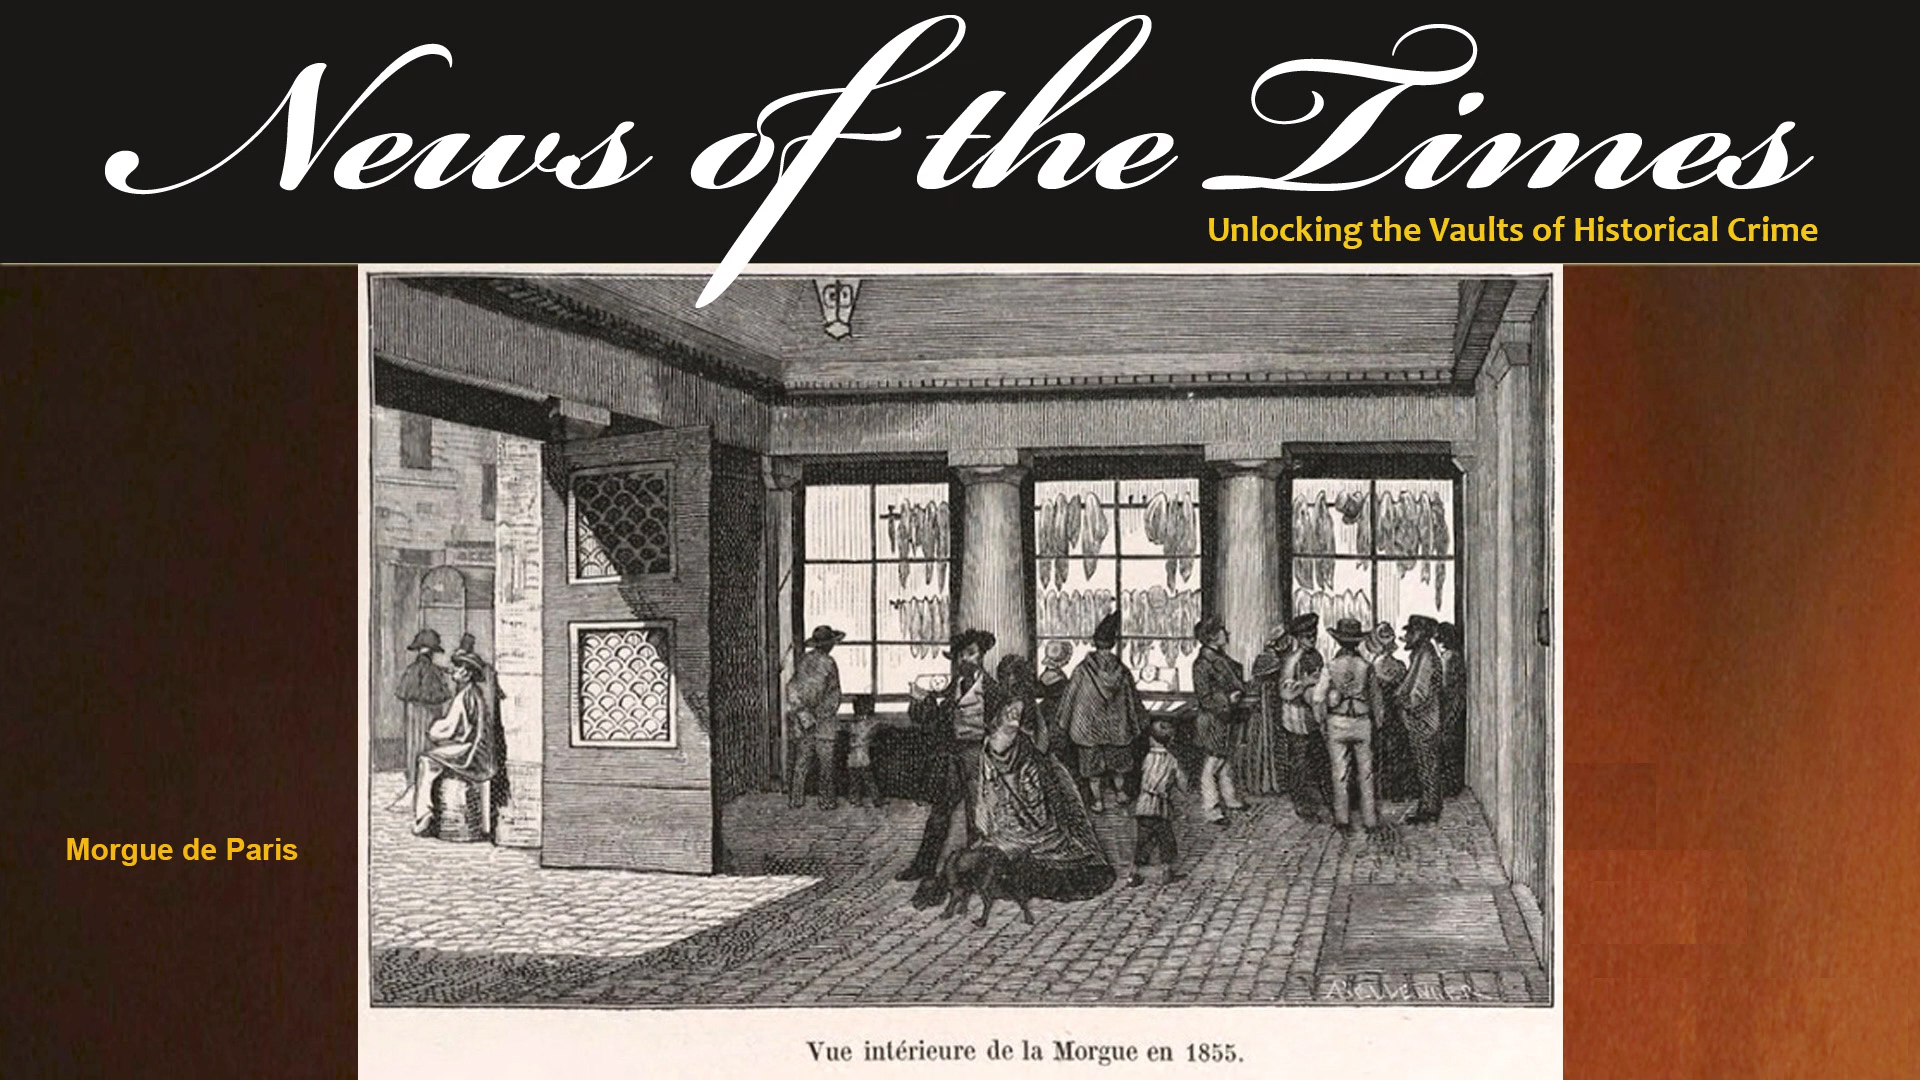 News of the Times
Unlocking the Vaults of Historical Crime
Morgue de Paris
Vue intérieure de la Morgue en 1855.